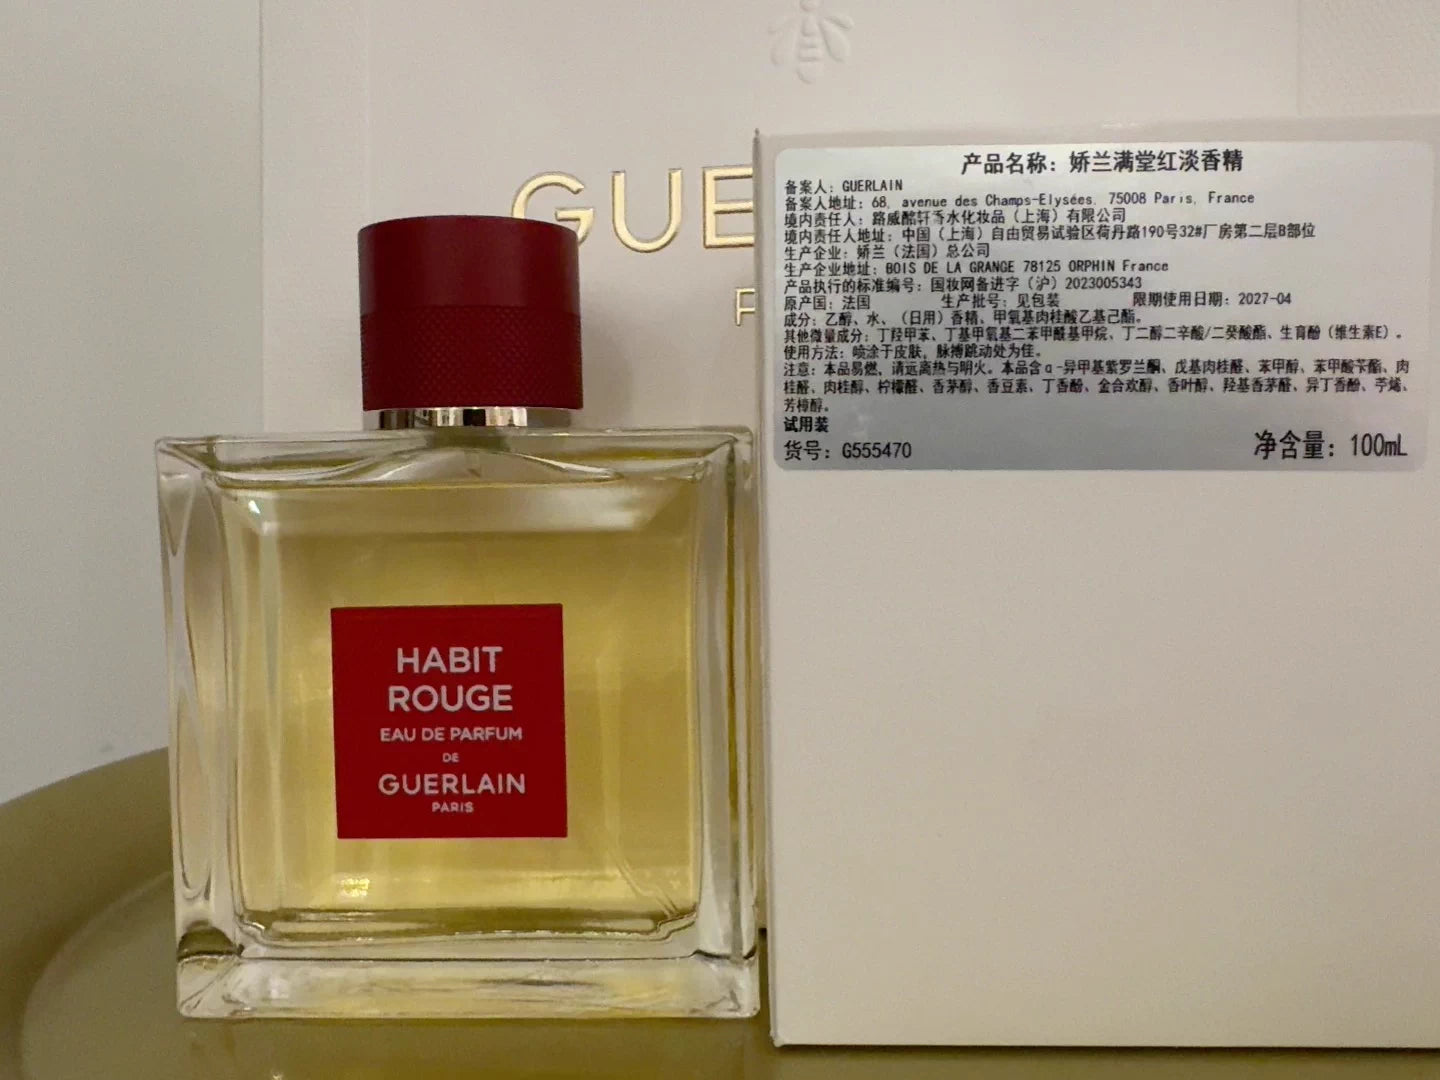 GUE
HABIT
ROUGE
EAU DE PARFUM
DE
GUERLAIN
PARIS
产品名称：娇兰满堂红淡香精
备案人：GUERLAIN
备案人地址：68, avenue des Champs-Elysées, 75008 Paris, France
境内责任人：路威酩轩香水化妆品（上海）有限公司
境内责任人地址：中国（上海）自由贸易试验区荷丹路190号32#厂房第二层B部位
生产企业：娇兰（法国）总公司
生产企业地址：BOIS DE LA GRANGE 78125 ORPHIN France
产品执行的标准编号：国妆网备进字（沪）2023005343
原产国：法国 生产批号：见包装 限期使用日期：2027-04
成分：乙醇、水、（日用）香精、甲氧基肉桂酸乙基己酯。
其他微量成分：丁羟甲苯、丁基甲氧基二苯甲酰基甲烷、丁二醇二辛酸/二癸酸酯、生育酚（维生素E）。
使用方法：喷涂于皮肤，脉搏跳动处为佳。
注意：本品易燃，请远离热与明火。本品含α-异甲基紫罗兰酮、戊基肉桂醛、苯甲醇、苯甲酸苄酯、肉
桂醛、肉桂醇、柠檬醛、香茅醇、香豆素、丁香酚、金合欢醇、香叶醇、羟基香茅醛、异丁香酚、苧烯、
芳樟醇。
试用装
货号：G555470 净含量：100mL